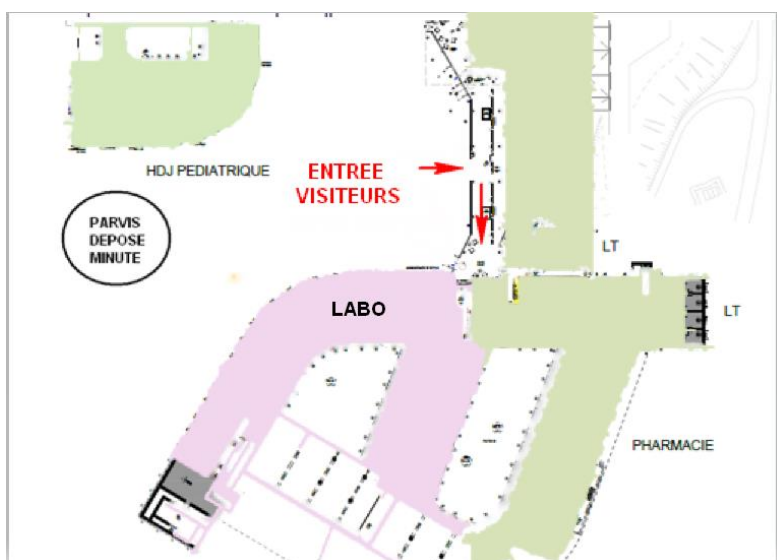 HDJ PEDIATRIQUE
ENTREE
VISITEURS
PARVIS
DEPOSE
MINUTE
LT
LABO
LT
PHARMACIE